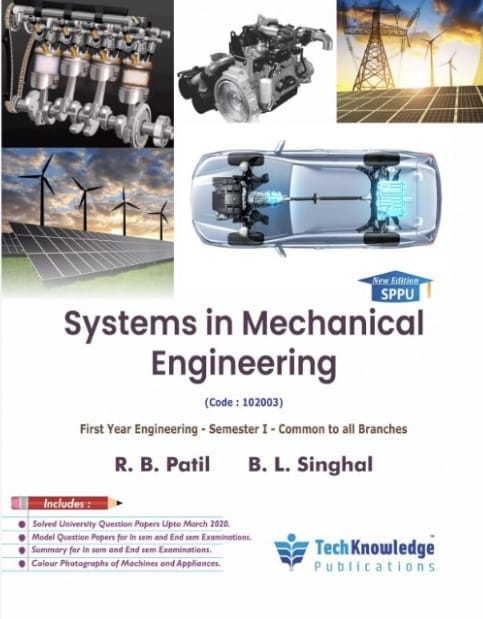 New Edition
SPPU
Systems in Mechanical
Engineering
(Code : 102003)
First Year Engineering - Semester I - Common to all Branches
R. B. Patil B. L. Singhal
Includes :
Solved University Question Papers Upto March 2020.
Model Question Papers for In sem and End sem Examinations.
Summary for In sem and End sem Examinations.
Colour Photographs of Machines and Appliances.
TechKnowledge™
Publications